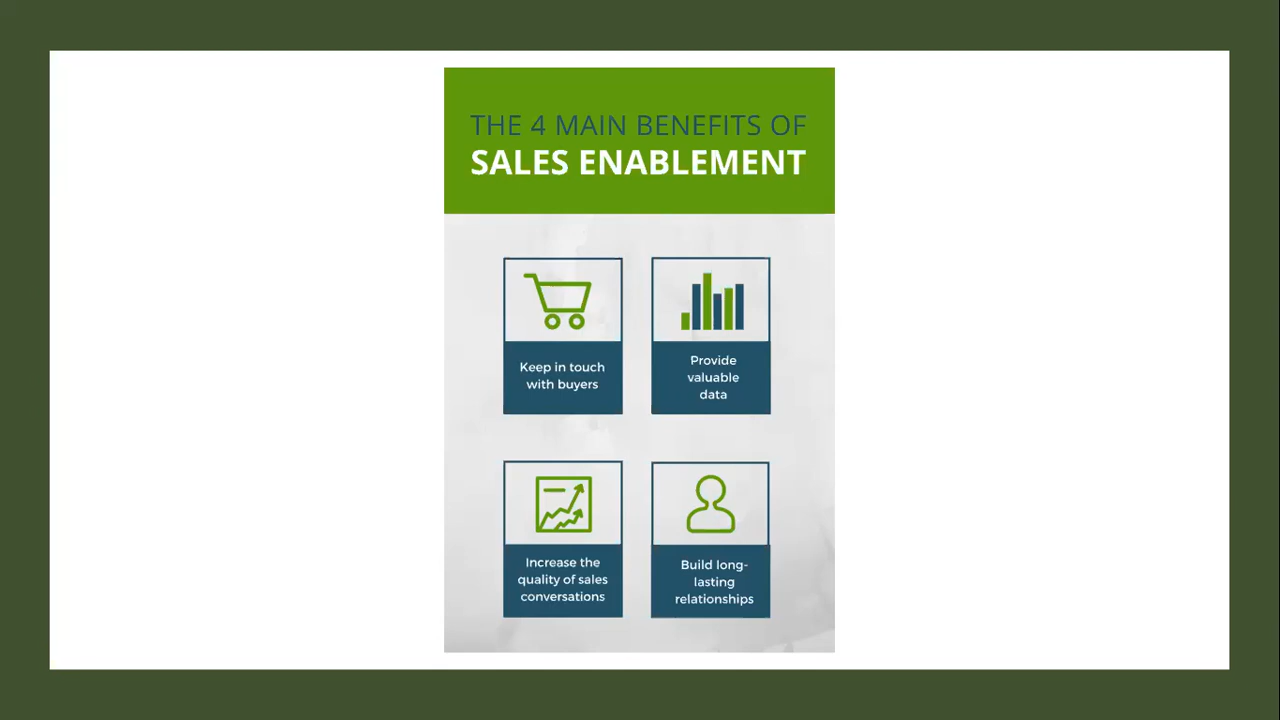 THE 4 MAIN BENEFITS OF
SALES ENABLEMENT
Keep in touch
with buyers
Provide
valuable
data
Increase the
quality of sales
conversations
Build long-
lasting
relationships